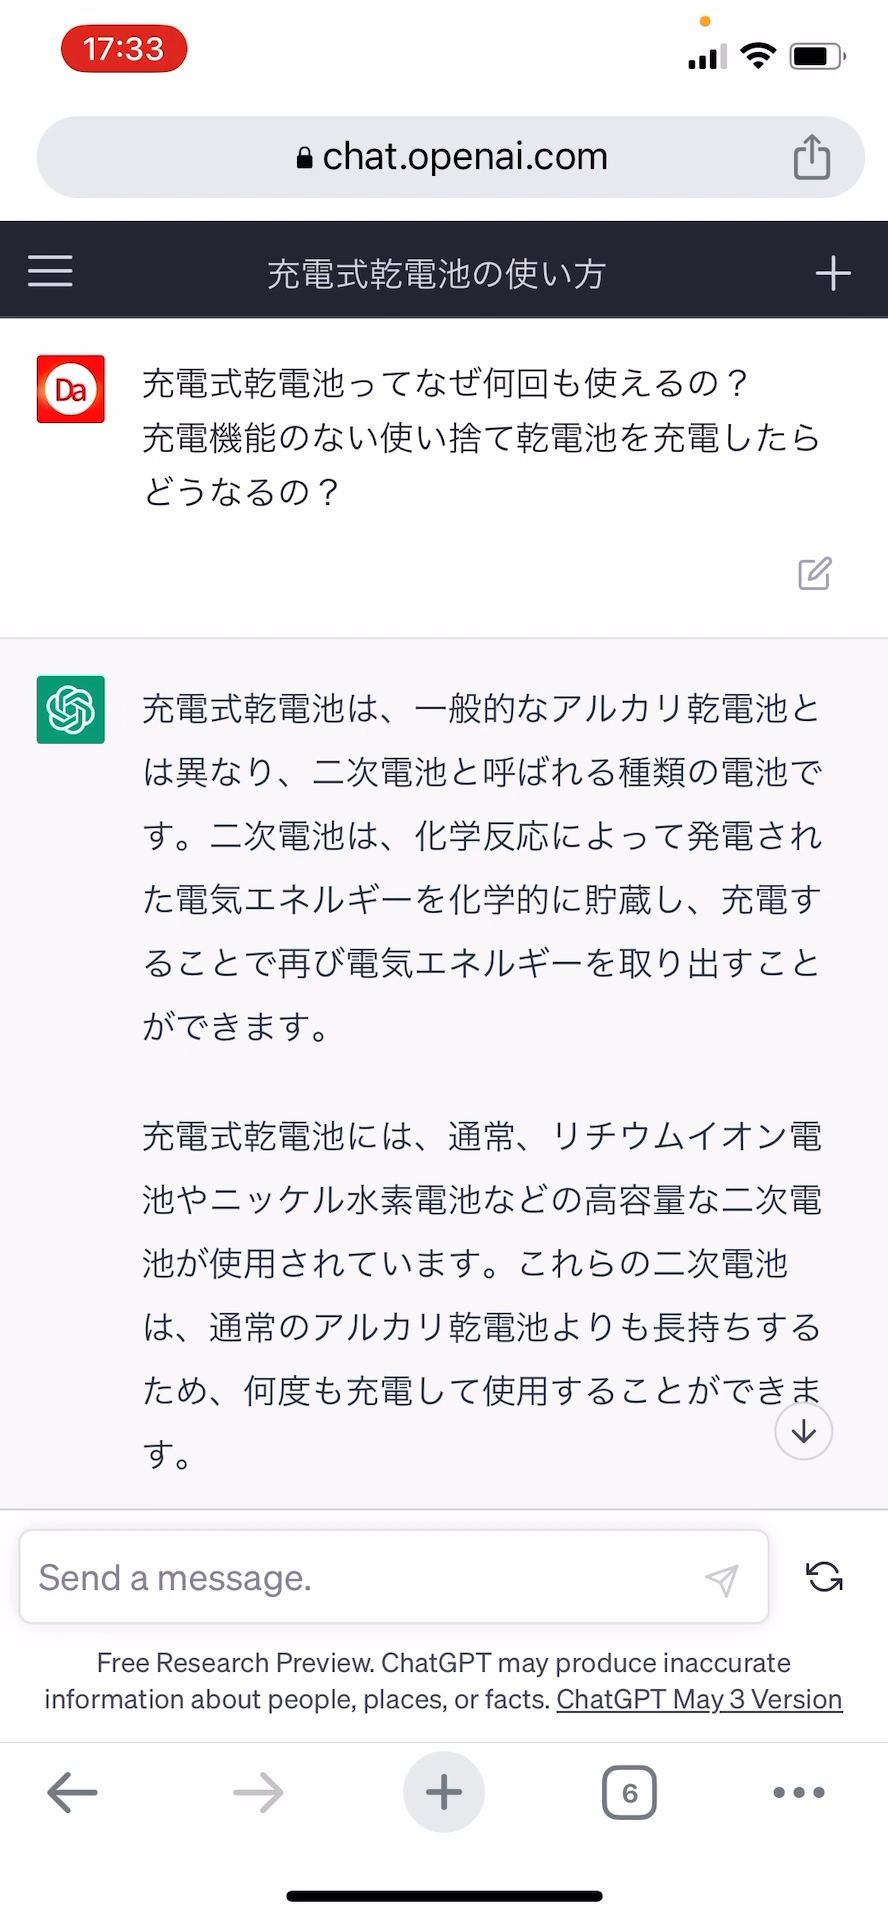 17:33
chat.openai.com
充電式乾電池の使い方
Da
充電式乾電池ってなぜ何回も使えるの？
充電機能のない使い捨て乾電池を充電したら
どうなるの？
充電式乾電池は、一般的なアルカリ乾電池と
は異なり、二次電池と呼ばれる種類の電池で
す。二次電池は、化学反応によって発電され
た電気エネルギーを化学的に貯蔵し、充電す
ることで再び電気エネルギーを取り出すこと
ができます。
充電式乾電池には、通常、リチウムイオン電
池やニッケル水素電池などの高容量な二次電
池が使用されています。これらの二次電池
は、通常のアルカリ乾電池よりも長持ちする
ため、何度も充電して使用することができま
す。
Send a message.
Free Research Preview. ChatGPT may produce inaccurate
information about people, places, or facts. ChatGPT May 3 Version
6